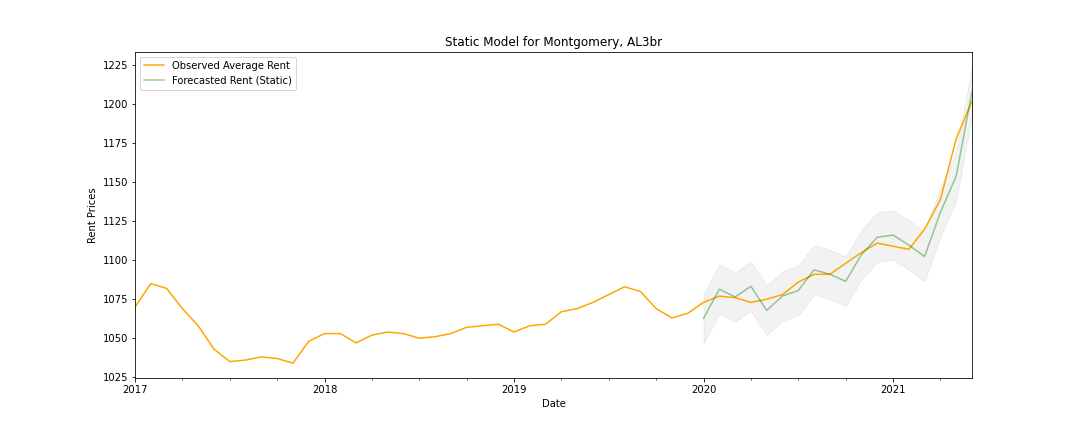 Static Model for Montgomery, AL3br
Observed Average Rent
Forecasted Rent (Static)
Rent Prices
1225
1200
1175
1150
1125
1100
1075
1050
1025
2017 2018 2019 2020 2021
Date